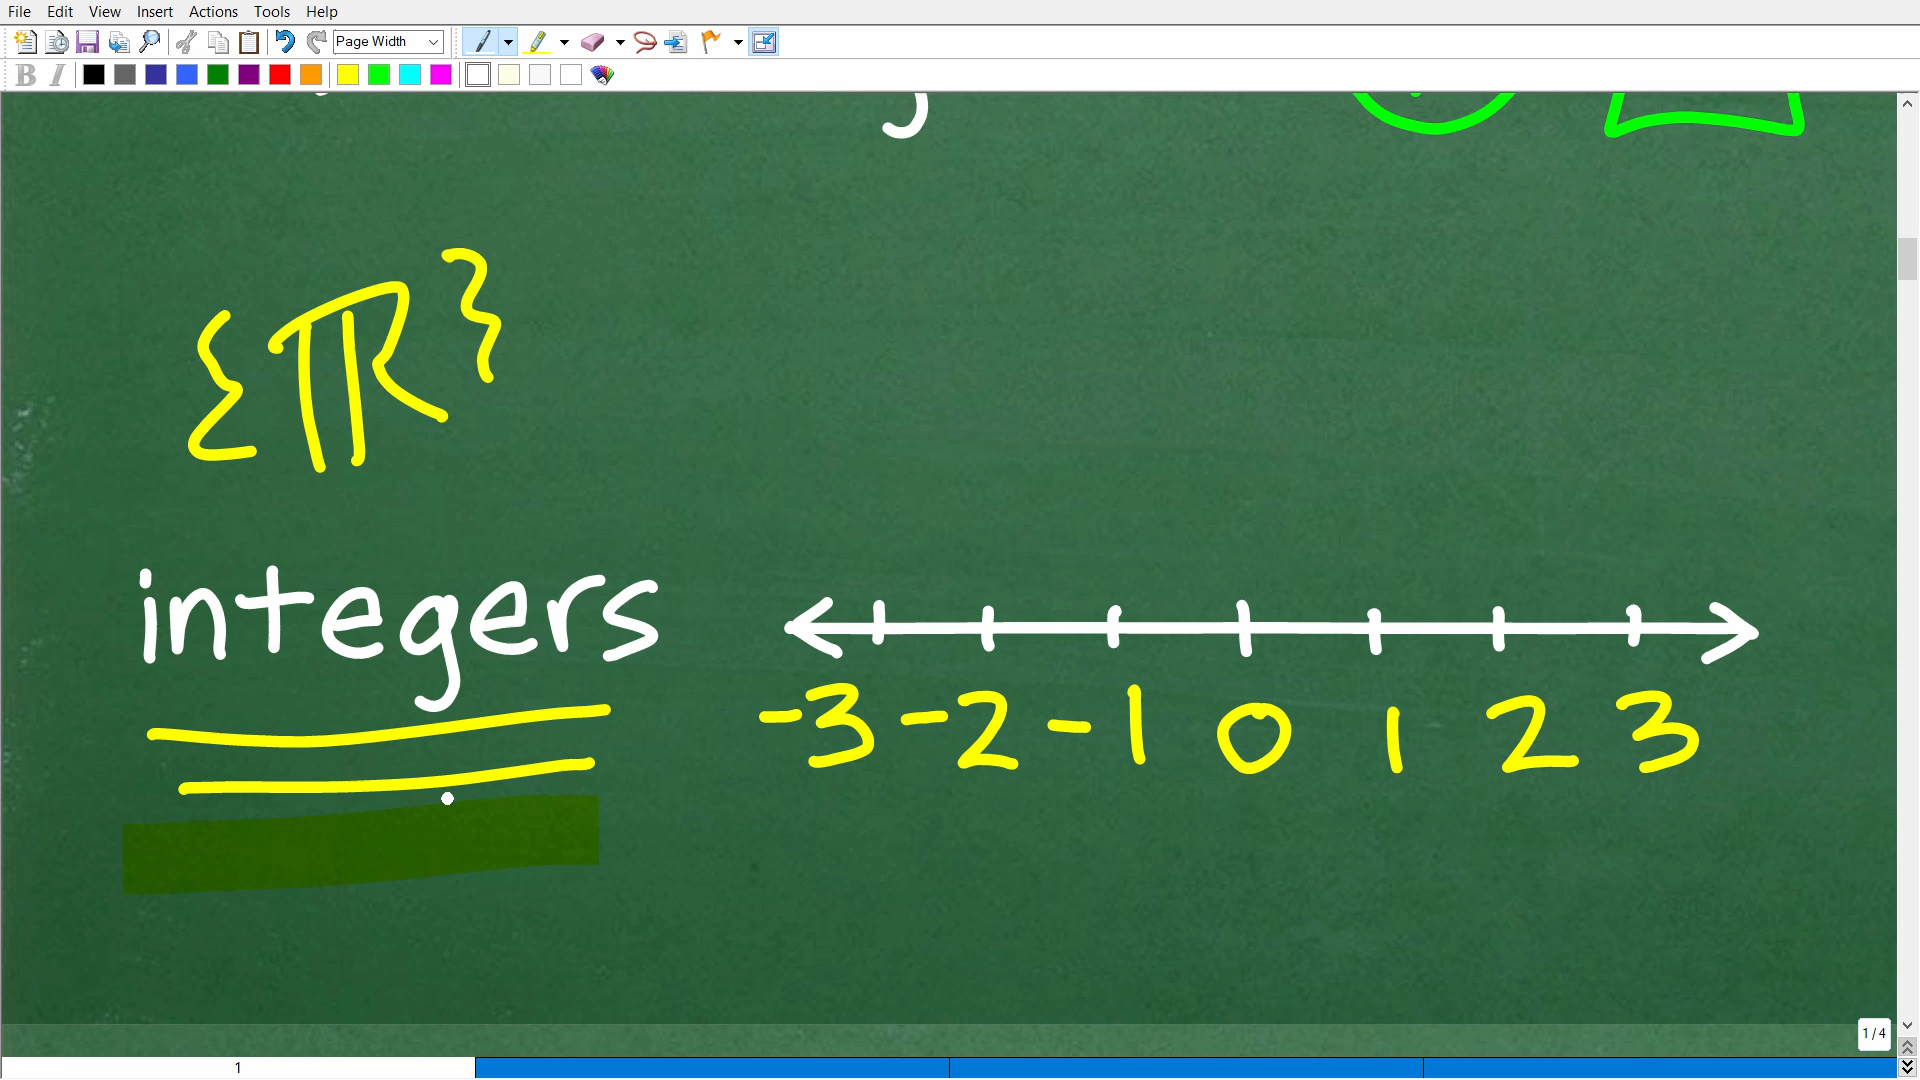 File Edit View Insert Actions Tools Help
Page Width
B I
{ℝ}
integers
-3 -2 -1 0 1 2 3
1 / 4
1